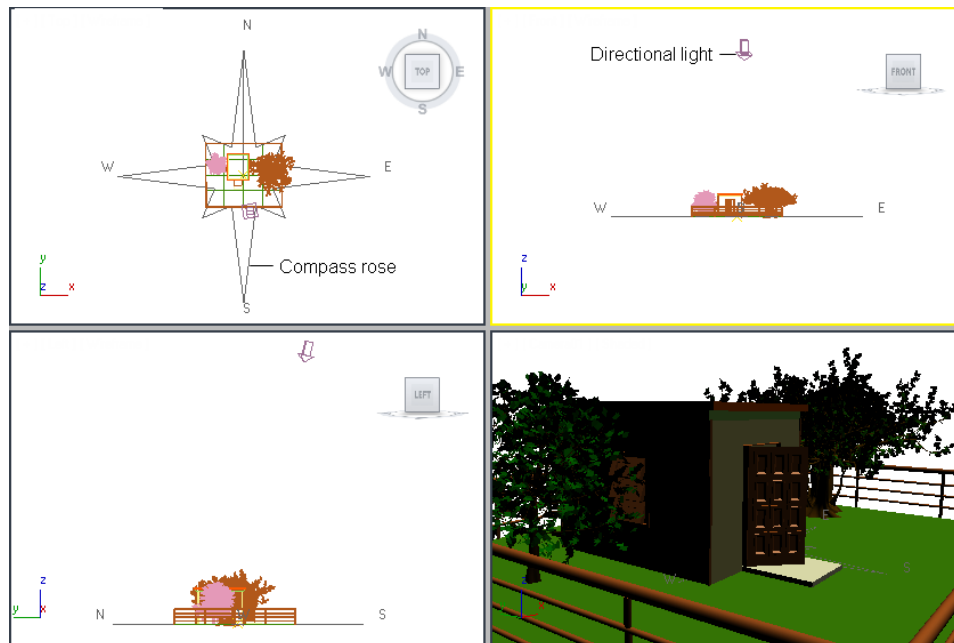 N
N
W TOP E
S
W
E
Compass rose
S
y
z x
Directional light
FRONT
W
E
z
y x
LEFT
N
S
z
y x
E
W
S
z
x